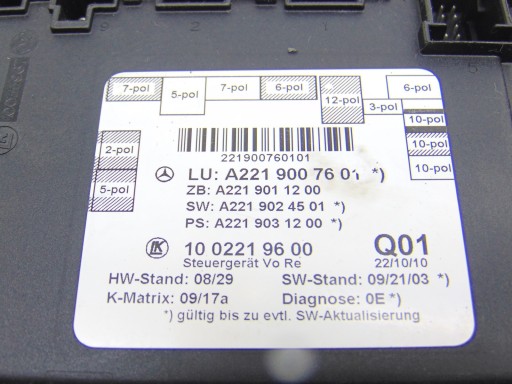 7-pol
5-pol
7-pol
6-pol
12-pol
3-pol
6-pol
10-pol
10-pol
10-pol
2-pol
5-pol
221900760101
LU: A221 900 76 01 *)
ZB: A221 901 12 00
SW: A221 902 45 01 *)
PS: A221 903 12 00 *)
LK 10 0221 96 00 Q01
Steuergerät Vo Re 22/10/10
HW-Stand: 08/29 SW-Stand: 09/21/03 *)
K-Matrix: 09/17a Diagnose: 0E *)
*) gültig bis zu evtl. SW-Aktualisierung